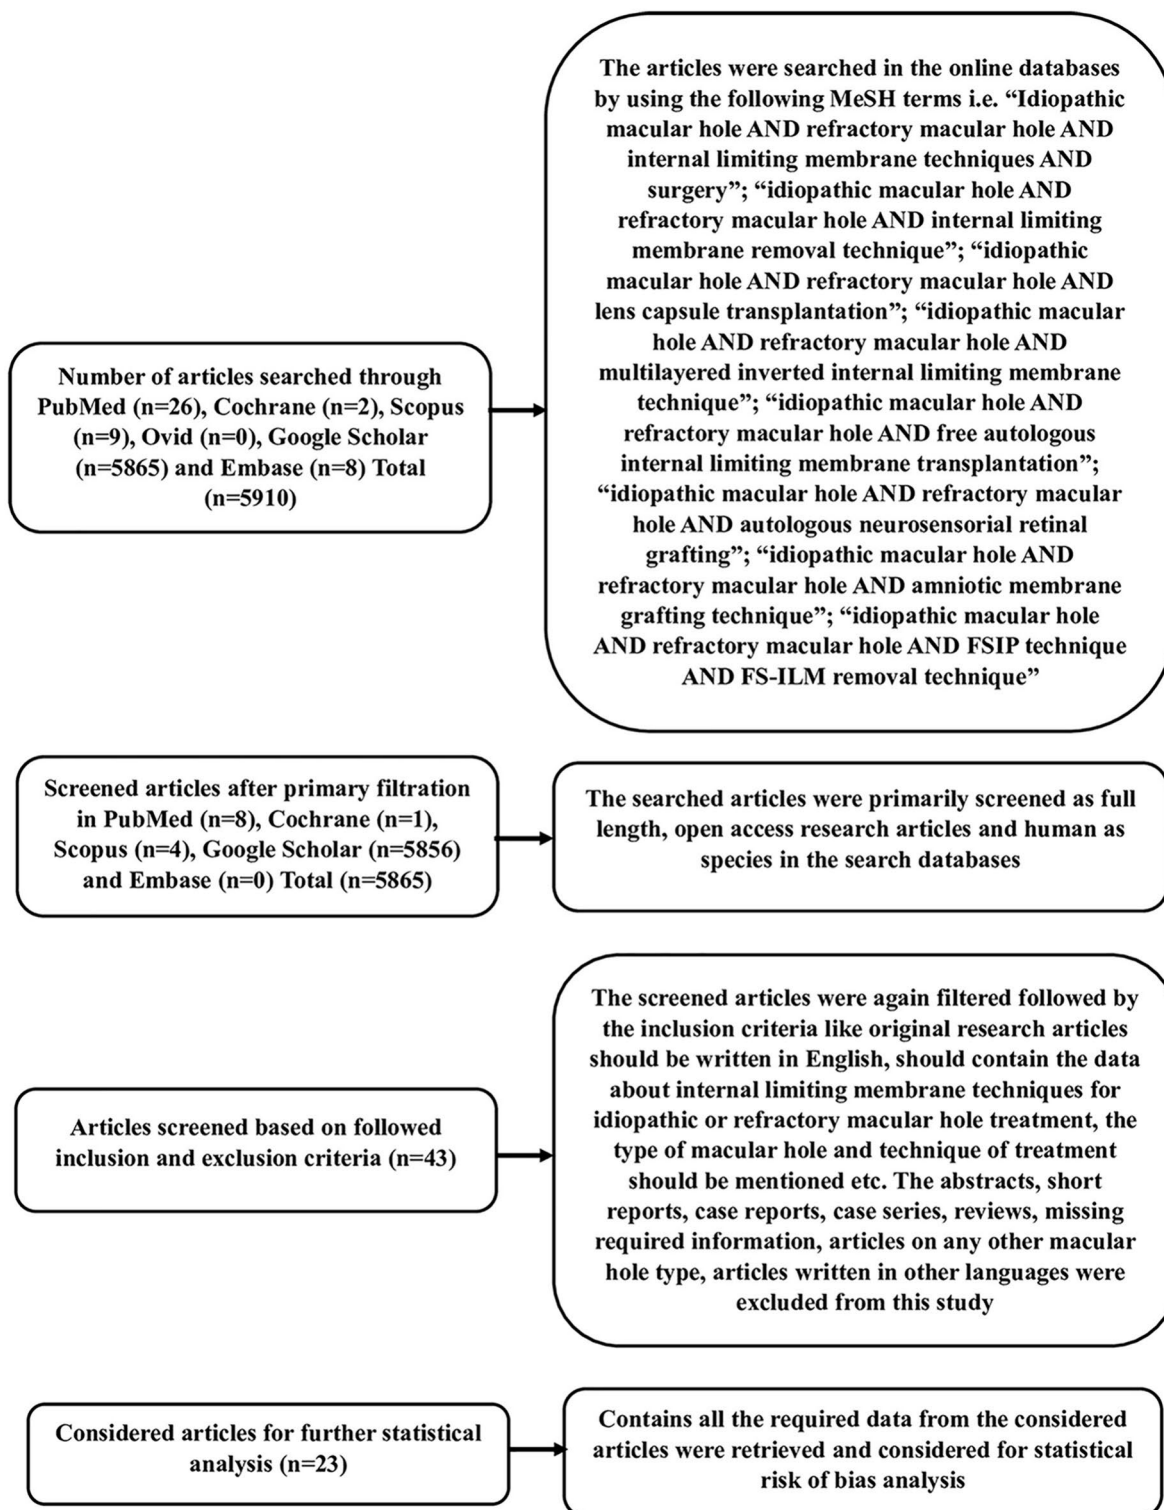 Number of articles searched through
PubMed (n=26), Cochrane (n=2), Scopus
(n=9), Ovid (n=0), Google Scholar
(n=5865) and Embase (n=8) Total
(n=5910)
The articles were searched in the online databases
by using the following MeSH terms i.e. “Idiopathic
macular hole AND refractory macular hole AND
internal limiting membrane techniques AND
surgery”; “idiopathic macular hole AND
refractory macular hole AND internal limiting
membrane removal technique”; “idiopathic
macular hole AND refractory macular hole AND
lens capsule transplantation”; “idiopathic macular
hole AND refractory macular hole AND
multilayered inverted internal limiting membrane
technique”; “idiopathic macular hole AND
refractory macular hole AND free autologous
internal limiting membrane transplantation”;
“idiopathic macular hole AND refractory macular
hole AND autologous neurosensorial retinal
grafting”; “idiopathic macular hole AND
refractory macular hole AND amniotic membrane
grafting technique”; “idiopathic macular hole
AND refractory macular hole AND FSIP technique
AND FS-ILM removal technique”
Screened articles after primary filtration
in PubMed (n=8), Cochrane (n=1),
Scopus (n=4), Google Scholar (n=5856)
and Embase (n=0) Total (n=5865)
The searched articles were primarily screened as full
length, open access research articles and human as
species in the search databases
Articles screened based on followed
inclusion and exclusion criteria (n=43)
The screened articles were again filtered followed by
the inclusion criteria like original research articles
should be written in English, should contain the data
about internal limiting membrane techniques for
idiopathic or refractory macular hole treatment, the
type of macular hole and technique of treatment
should be mentioned etc. The abstracts, short
reports, case reports, case series, reviews, missing
required information, articles on any other macular
hole type, articles written in other languages were
excluded from this study
Considered articles for further statistical
analysis (n=23)
Contains all the required data from the considered
articles were retrieved and considered for statistical
risk of bias analysis